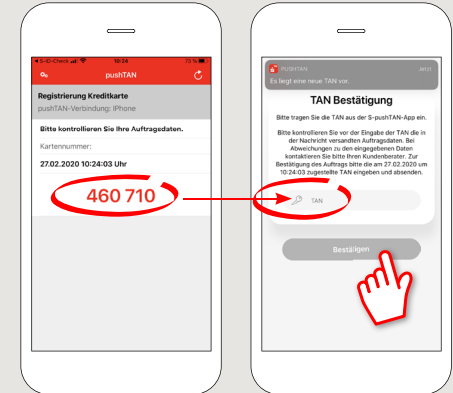 S-ID-Check 10:24 73 %
pushTAN
Registrierung Kreditkarte
pushTAN-Verbindung: IPhone
Bitte kontrollieren Sie Ihre Auftragsdaten.
Kartennummer:
27.02.2020 10:24:03 Uhr
460 710
PUSHTAN Jetzt
Es liegt eine neue TAN vor.
TAN Bestätigung
Bitte tragen Sie die TAN aus der S-pushTAN-App ein.
Bitte kontrollieren Sie vor der Eingabe der TAN die in
der Nachricht versandten Auftragsdaten. Bei
Abweichungen zu den eingegebenen Daten
kontaktieren Sie bitte Ihren Kundenberater. Zur
Bestätigung des Auftrags bitte die am 27.02.2020 um
10:24:03 zugestellte TAN eingeben und absenden.
TAN
Bestätigen